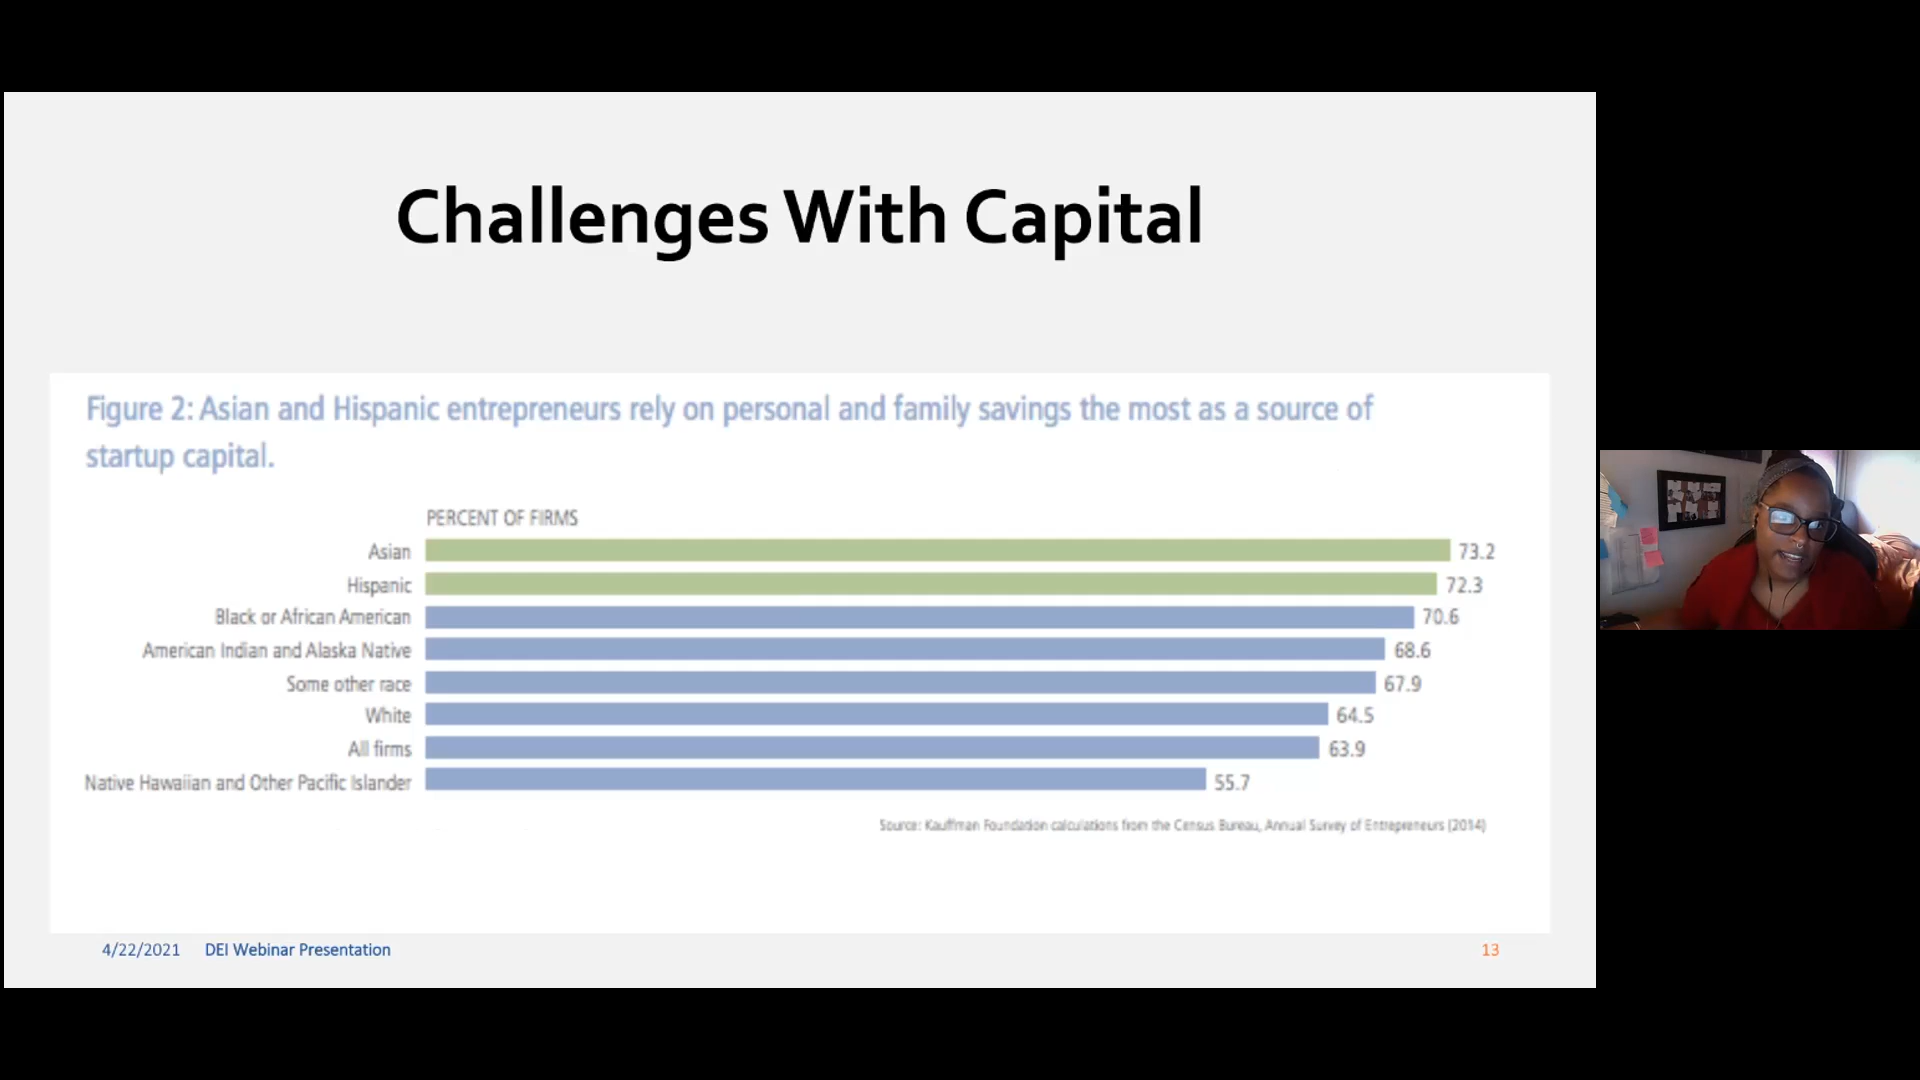 Challenges With Capital
Figure 2: Asian and Hispanic entrepreneurs rely on personal and family savings the most as a source of
startup capital.
PERCENT OF FIRMS
Asian 73.2
Hispanic 72.3
Black or African American 70.6
American Indian and Alaska Native 68.6
Some other race 67.9
White 64.5
All firms 63.9
Native Hawaiian and Other Pacific Islander 55.7
Source: Kauffman Foundation calculations from the Census Bureau, Annual Survey of Entrepreneurs (2014)
4/22/2021 DEI Webinar Presentation 13